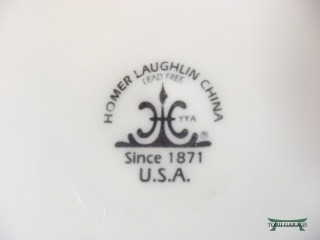 HOMER LAUGHLIN CHINA
LEAD FREE
YYA
®
Since 1871
U.S.A.